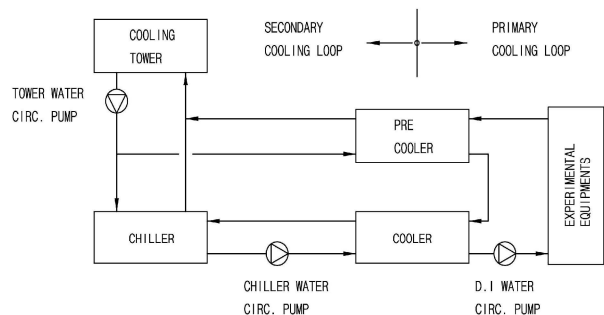 COOLING
TOWER
SECONDARY
COOLING LOOP
PRIMARY
COOLING LOOP
TOWER WATER
CIRC. PUMP
PRE
COOLER
EXPERIMENTAL
EQUIPMENTS
CHILLER
COOLER
CHILLER WATER
CIRC. PUMP
D.I WATER
CIRC. PUMP